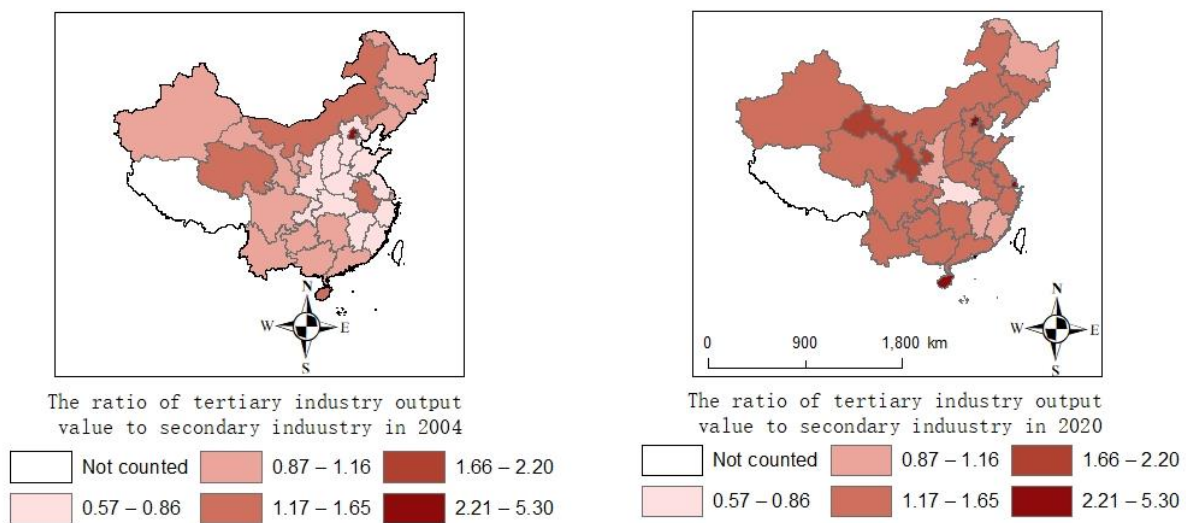 N
W
E
S
The ratio of tertiary industry output
value to secondary induustry in 2004
Not counted
0.87 – 1.16
1.66 – 2.20
0.57 – 0.86
1.17 – 1.65
2.21 – 5.30
N
W
E
S
0
900
1,800 km
The ratio of tertiary industry output
value to secondary induustry in 2020
Not counted
0.87 – 1.16
1.66 – 2.20
0.57 – 0.86
1.17 – 1.65
2.21 – 5.30